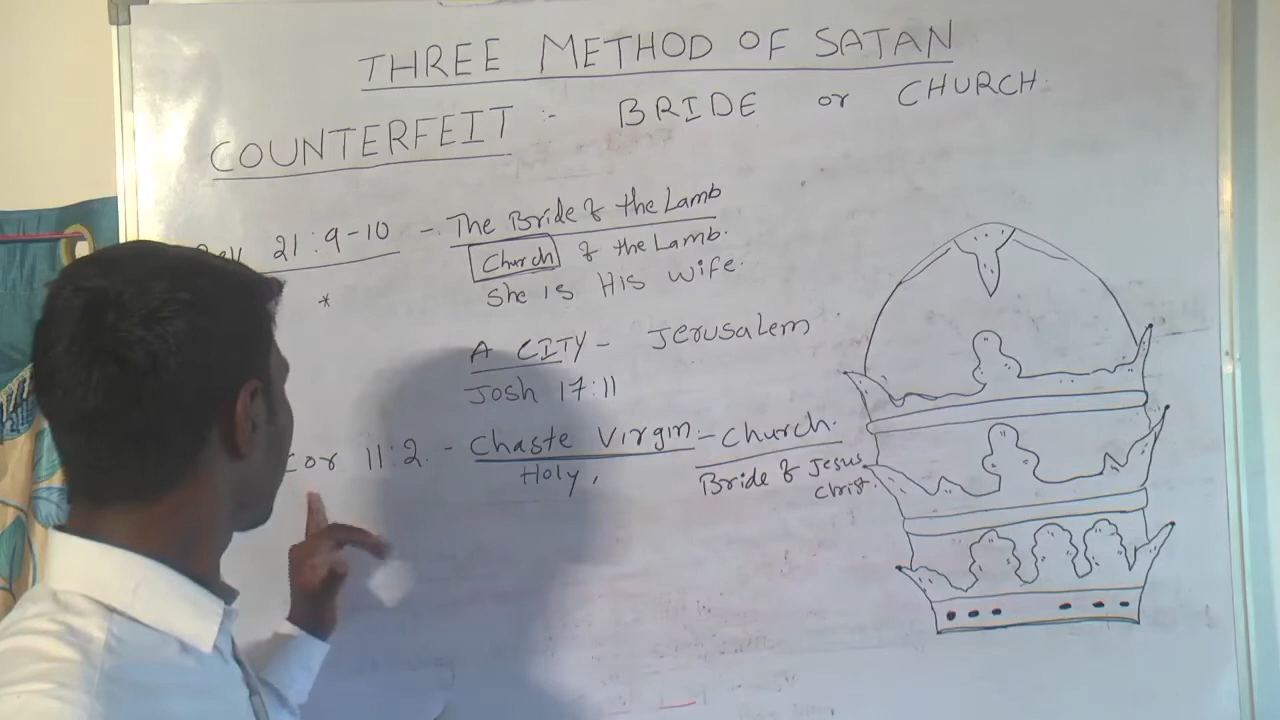 THREE METHOD OF SATAN
COUNTERFEIT :- BRIDE or CHURCH.
21:9-10 - The Bride of the Lamb
Church of the Lamb.
* She is His wife.
A CITY - Jerusalem
Josh 17:11
cor 11:2. - Chaste Virgin - Church.
Holy, Bride of Jesus
Christ.